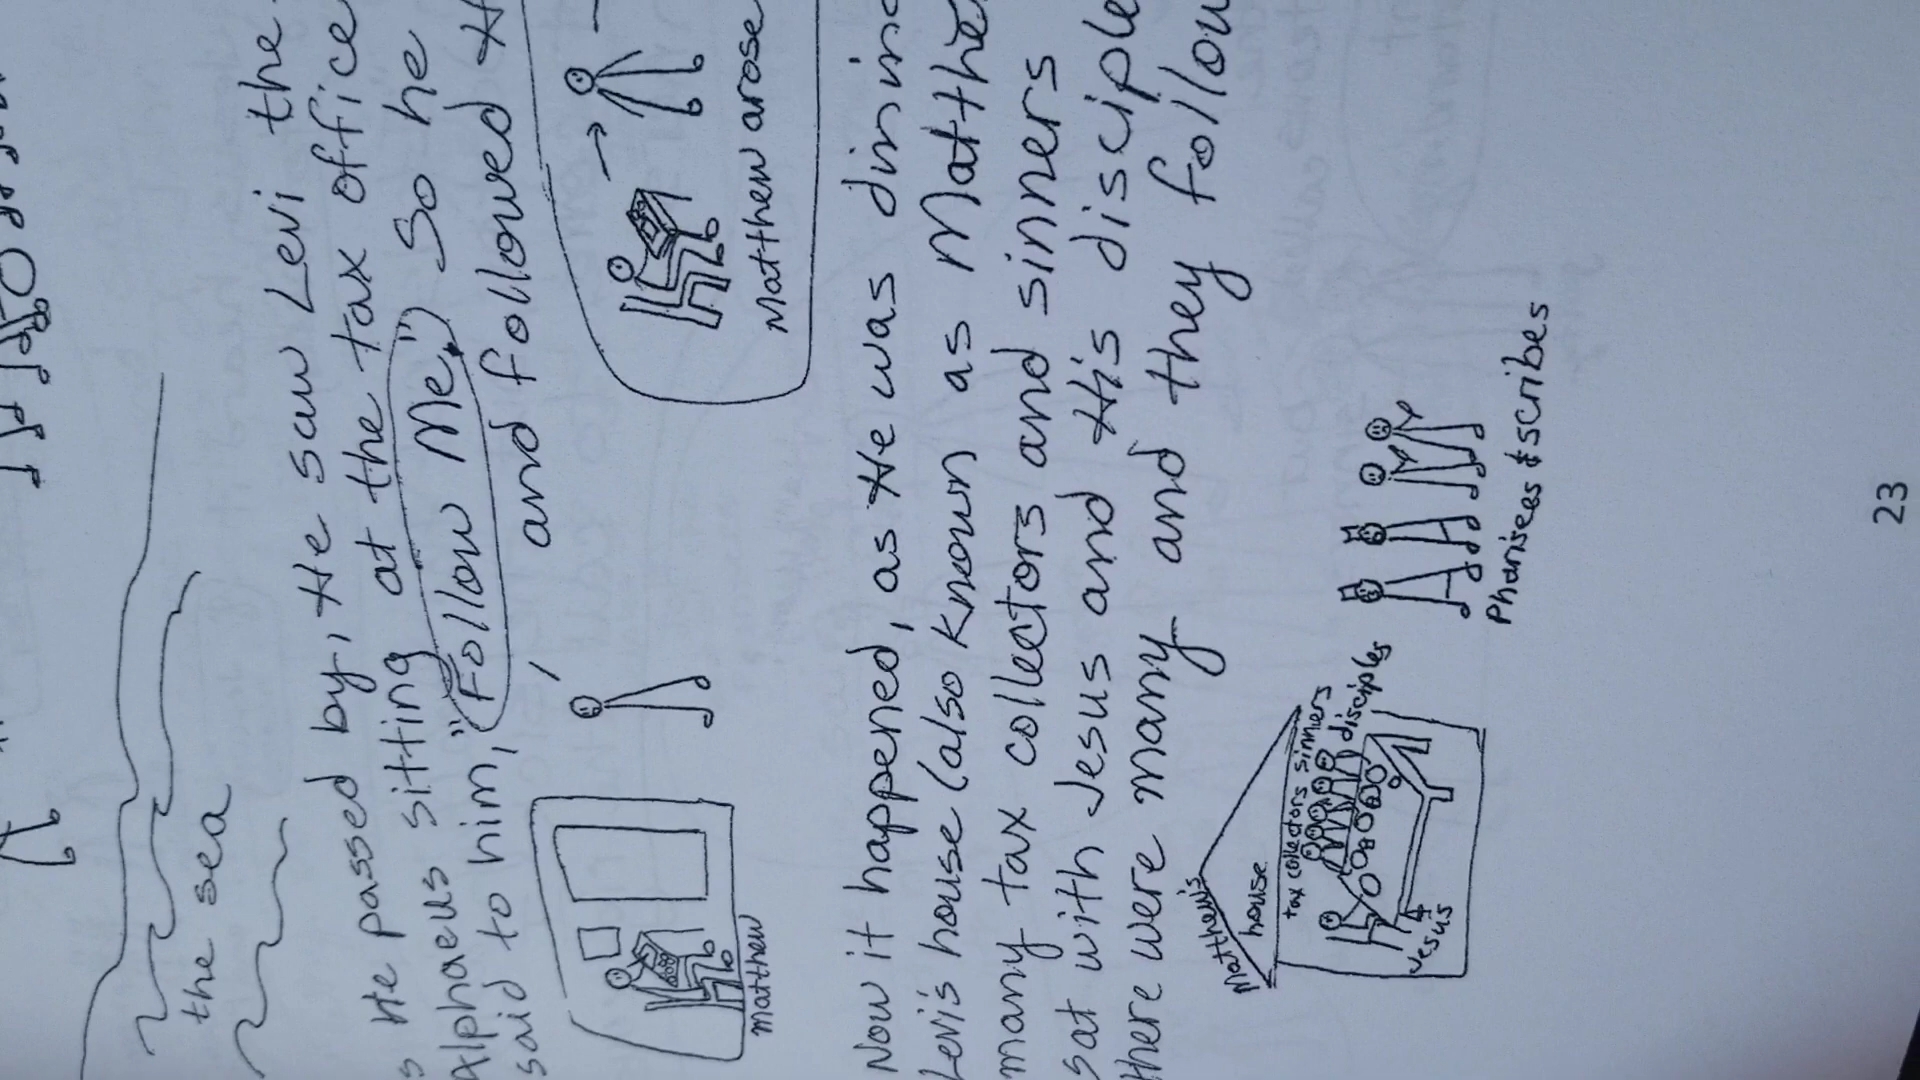 the sea
s He passed by, He saw Levi the
Alphaeus sitting at the tax office
said to him, "Follow Me." So he
and followed
Matthew
Matthew arose
Now it happened, as He was dining
Levi's house (also known as Matthe
many tax collectors and sinners
sat with Jesus and His disciple
there were many and they follow
Matthew's
house
tax collectors sinners
disciples
Jesus
Pharisees & scribes
23